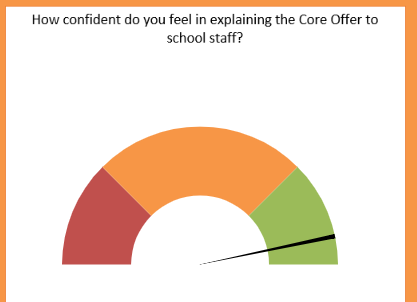 How confident do you feel in explaining the Core Offer to
school staff?